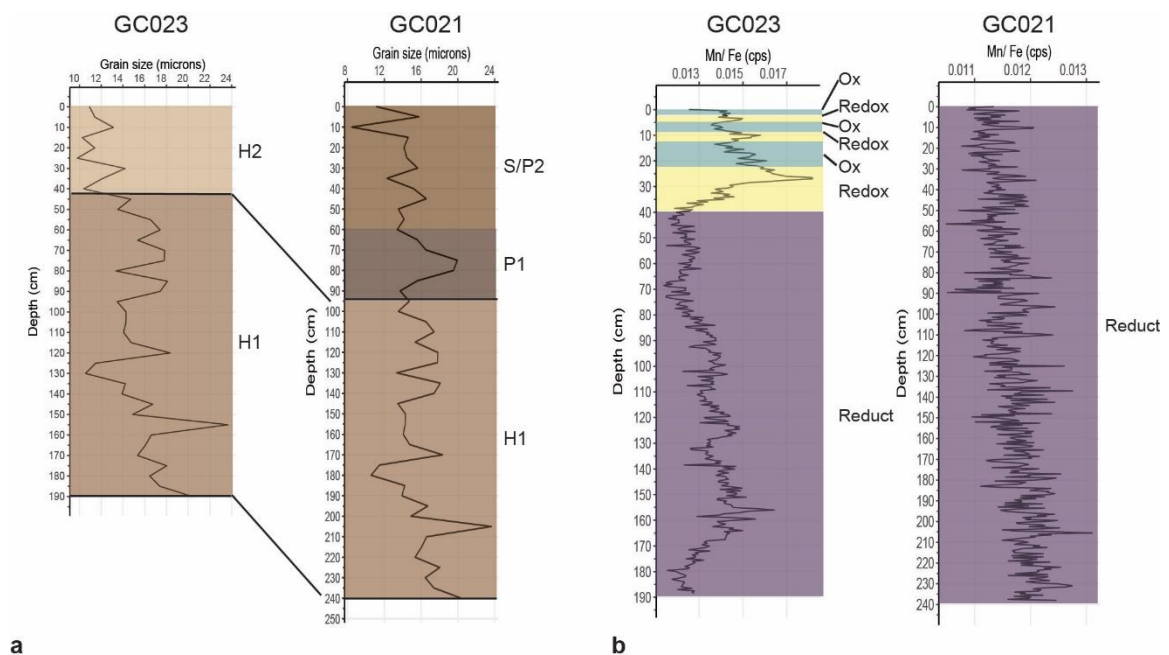 GC023
Grain size (microns)
10 12 14 16 18 20 22 24
0
10
20
30
40
50
60
70
80
90
100
110
120
130
140
150
160
170
180
190
Depth (cm)
H2
H1
GC021
Grain size (microns)
8 12 16 20 24
0
10
20
30
40
50
60
70
80
90
100
110
120
130
140
150
160
170
180
190
200
210
220
230
240
250
Depth (cm)
S/P2
P1
H1
a
GC023
Mn/ Fe (cps)
0.013 0.015 0.017
0
10
20
30
40
50
60
70
80
90
100
110
120
130
140
150
160
170
180
190
Depth (cm)
Ox
Redox
Ox
Redox
Ox
Redox
Reduct
GC021
Mn/ Fe (cps)
0.011 0.012 0.013
0
10
20
30
40
50
60
70
80
90
100
110
120
130
140
150
160
170
180
190
200
210
220
230
240
Depth (cm)
Reduct
b